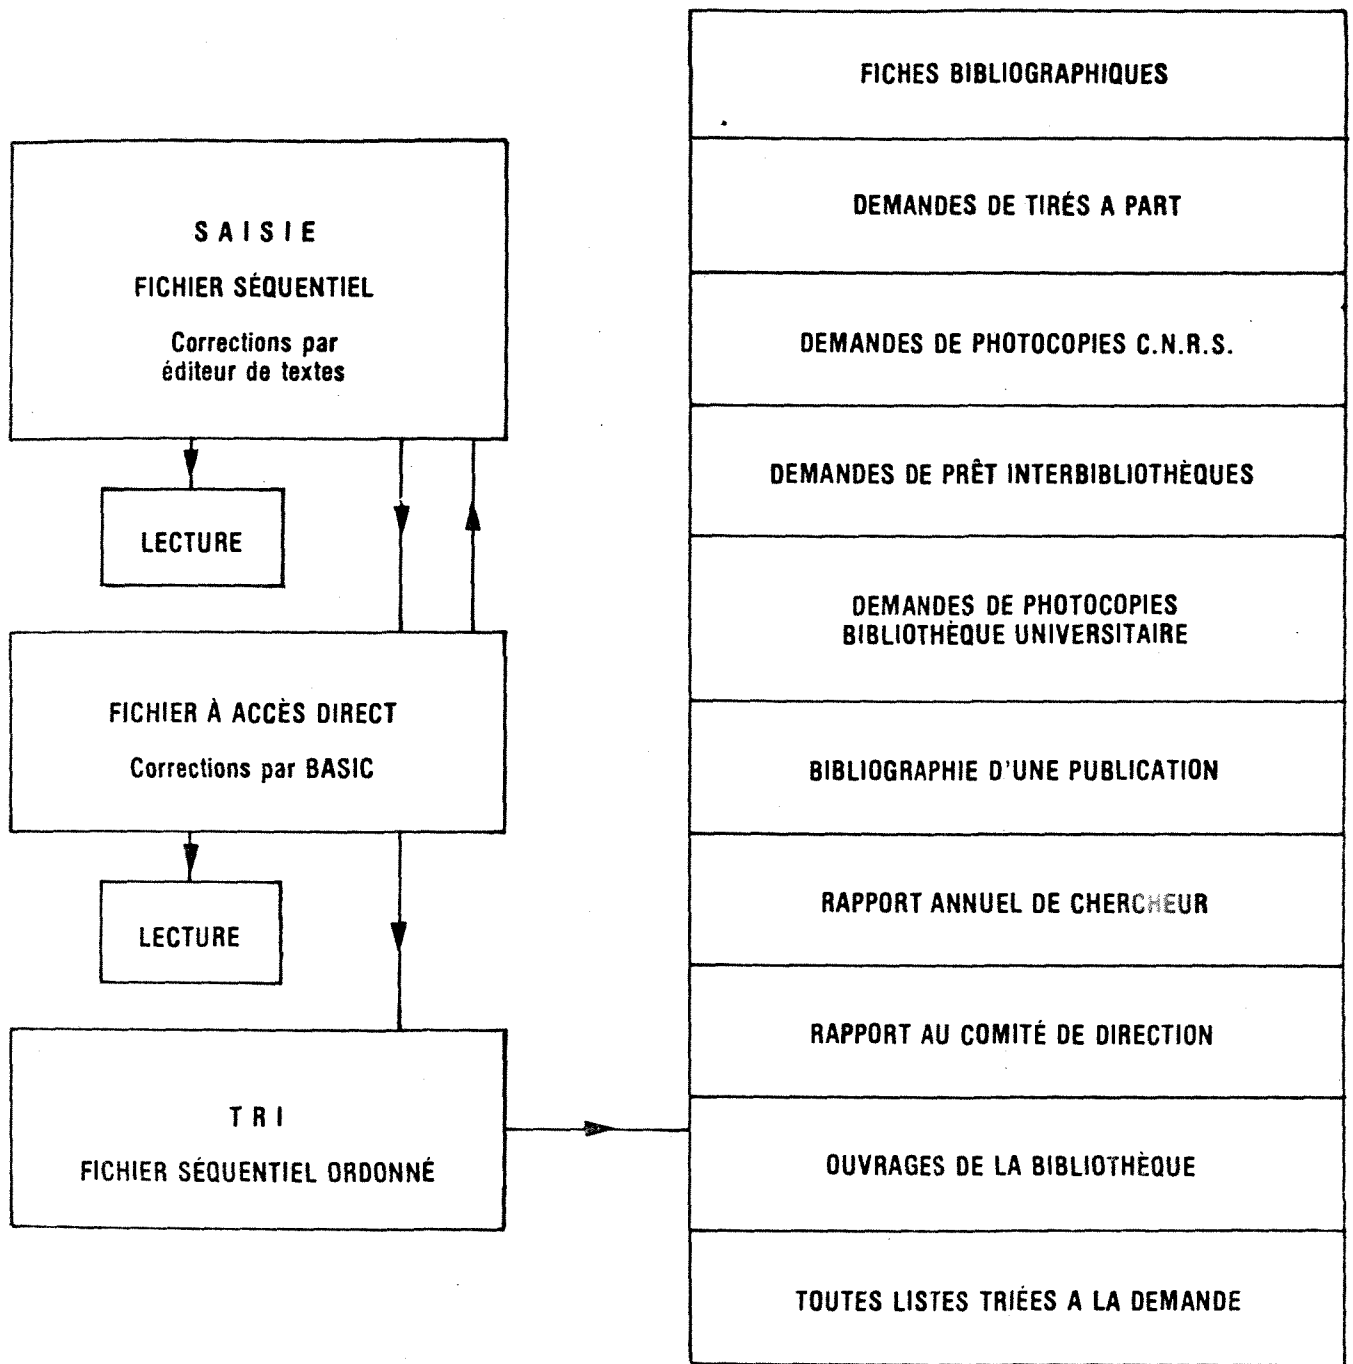 S A I S I E
FICHIER SÉQUENTIEL
Corrections par
éditeur de textes
LECTURE
FICHIER À ACCÈS DIRECT
Corrections par BASIC
LECTURE
T R I
FICHIER SÉQUENTIEL ORDONNÉ
FICHES BIBLIOGRAPHIQUES
DEMANDES DE TIRÉS A PART
DEMANDES DE PHOTOCOPIES C.N.R.S.
DEMANDES DE PRÊT INTERBIBLIOTHÈQUES
DEMANDES DE PHOTOCOPIES
BIBLIOTHÈQUE UNIVERSITAIRE
BIBLIOGRAPHIE D'UNE PUBLICATION
RAPPORT ANNUEL DE CHERCHEUR
RAPPORT AU COMITÉ DE DIRECTION
OUVRAGES DE LA BIBLIOTHÈQUE
TOUTES LISTES TRIÉES A LA DEMANDE